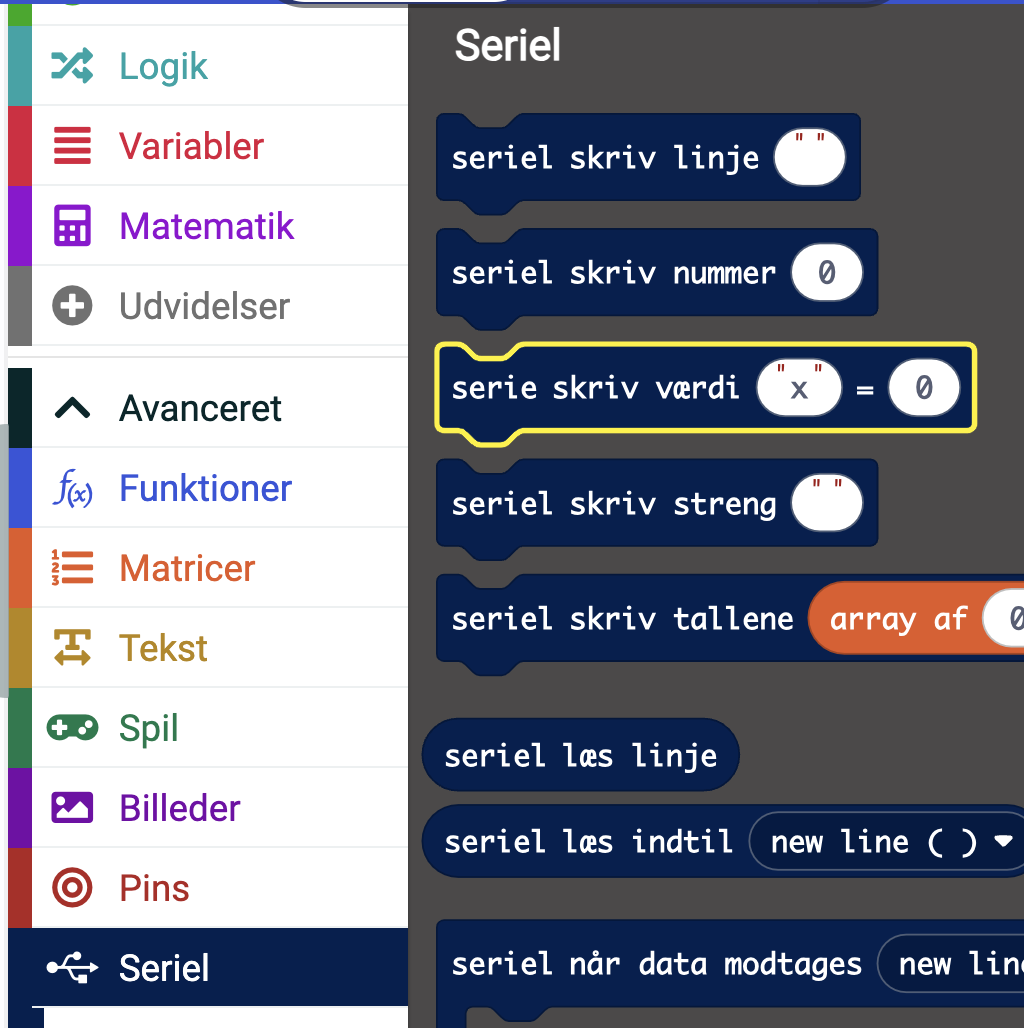 Logik
Variabler
Matematik
Udvidelser
Avanceret
Funktioner
Matricer
Tekst
Spil
Billeder
Pins
Seriel
Seriel
seriel skriv linje " "
seriel skriv nummer 0
serie skriv værdi "x" = 0
seriel skriv streng " "
seriel skriv tallene array af 0
seriel læs linje
seriel læs indtil new line ( )
seriel når data modtages new line